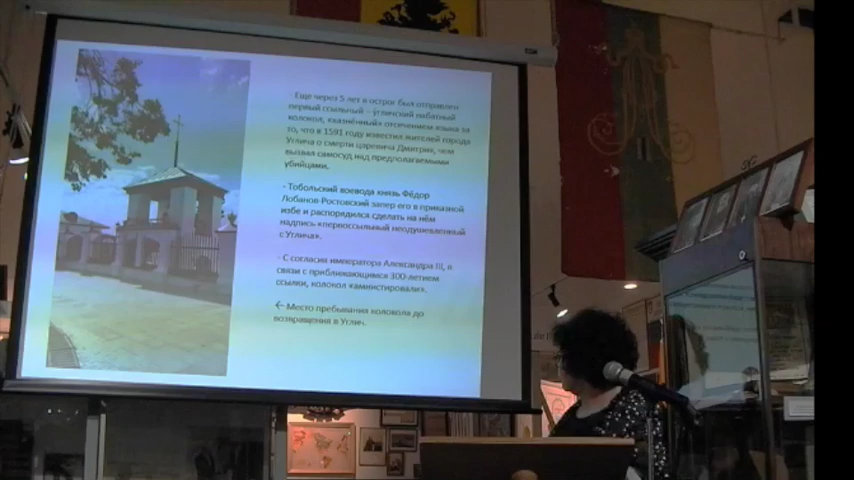 - Еще через 5 лет в острог был отправлен
первый ссыльный – угличский набатный
колокол, «казнённый» отсечением языка за
то, что в 1591 году известил жителей города
Углича о смерти царевича Дмитрия, чем
вызвал самосуд над предполагаемыми
убийцами.
- Тобольский воевода князь Фёдор
Лобанов-Ростовский запер его в приказной
избе и распорядился сделать на нём
надпись «первоссыльный неодушевленный
с Углича».
- С согласия императора Александра III, в
связи с приближающимся 300-летием
ссылки, колокол «амнистировали».
← Место пребывания колокола до
возвращения в Углич.